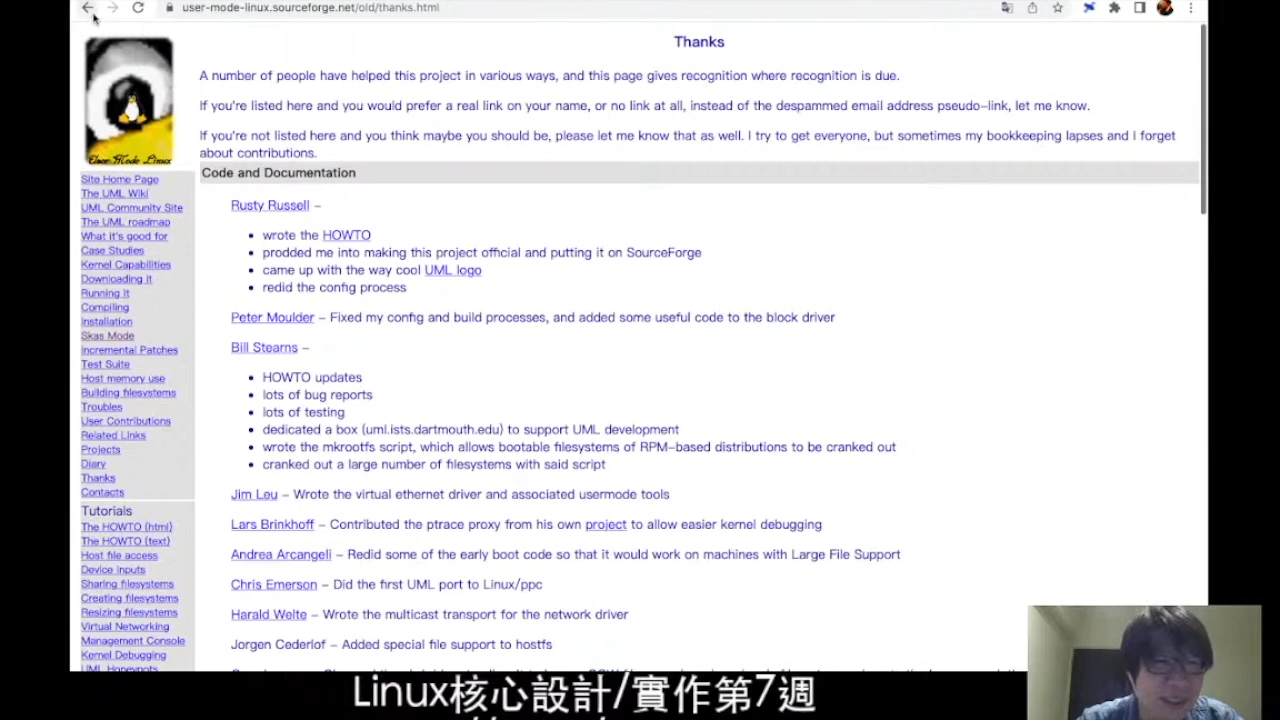 user-mode-linux.sourceforge.net/old/thanks.html
Thanks
A number of people have helped this project in various ways, and this page gives recognition where recognition is due.
If you're listed here and you would prefer a real link on your name, or no link at all, instead of the despammed email address pseudo-link, let me know.
If you're not listed here and you think maybe you should be, please let me know that as well. I try to get everyone, but sometimes my bookkeeping lapses and I forget
about contributions.
User Mode Linux
Site Home Page
The UML Wiki
UML Community Site
The UML roadmap
What it's good for
Case Studies
Kernel Capabilities
Downloading it
Running it
Compiling
Installation
Skas Mode
Incremental Patches
Test Suite
Host memory use
Building filesystems
Troubles
User Contributions
Related Links
Projects
Diary
Thanks
Contacts
Tutorials
The HOWTO (html)
The HOWTO (text)
Host file access
Device inputs
Sharing filesystems
Creating filesystems
Resizing filesystems
Virtual Networking
Management Console
Kernel Debugging
UML Honeypots
Code and Documentation
Rusty Russell –
• wrote the HOWTO
• prodded me into making this project official and putting it on SourceForge
• came up with the way cool UML logo
• redid the config process
Peter Moulder – Fixed my config and build processes, and added some useful code to the block driver
Bill Stearns –
• HOWTO updates
• lots of bug reports
• lots of testing
• dedicated a box (uml.ists.dartmouth.edu) to support UML development
• wrote the mkrootfs script, which allows bootable filesystems of RPM-based distributions to be cranked out
• cranked out a large number of filesystems with said script
Jim Leu – Wrote the virtual ethernet driver and associated usermode tools
Lars Brinkhoff – Contributed the ptrace proxy from his own project to allow easier kernel debugging
Andrea Arcangeli – Redid some of the early boot code so that it would work on machines with Large File Support
Chris Emerson – Did the first UML port to Linux/ppc
Harald Welte – Wrote the multicast transport for the network driver
Jorgen Cederlof – Added special file support to hostfs
Linux核心設計/實作第7週